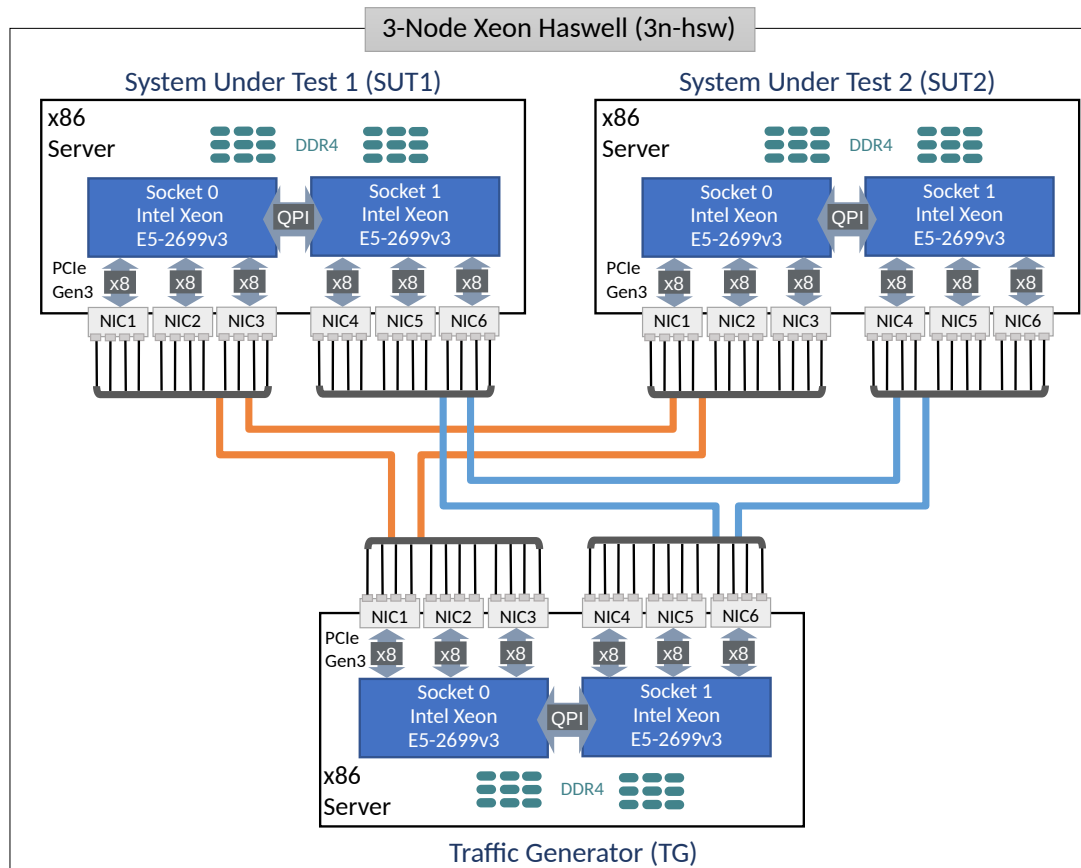 3-Node Xeon Haswell (3n-hsw)
System Under Test 1 (SUT1)
x86
Server
DDR4
Socket 0
Intel Xeon
E5-2699v3
QPI
Socket 1
Intel Xeon
E5-2699v3
PCIe
Gen3
x8
x8
x8
x8
x8
x8
NIC1
NIC2
NIC3
NIC4
NIC5
NIC6
System Under Test 2 (SUT2)
x86
Server
DDR4
Socket 0
Intel Xeon
E5-2699v3
QPI
Socket 1
Intel Xeon
E5-2699v3
PCIe
Gen3
x8
x8
x8
x8
x8
x8
NIC1
NIC2
NIC3
NIC4
NIC5
NIC6
NIC1
NIC2
NIC3
NIC4
NIC5
NIC6
PCIe
Gen3
x8
x8
x8
x8
x8
x8
Socket 0
Intel Xeon
E5-2699v3
QPI
Socket 1
Intel Xeon
E5-2699v3
x86
Server
DDR4
Traffic Generator (TG)